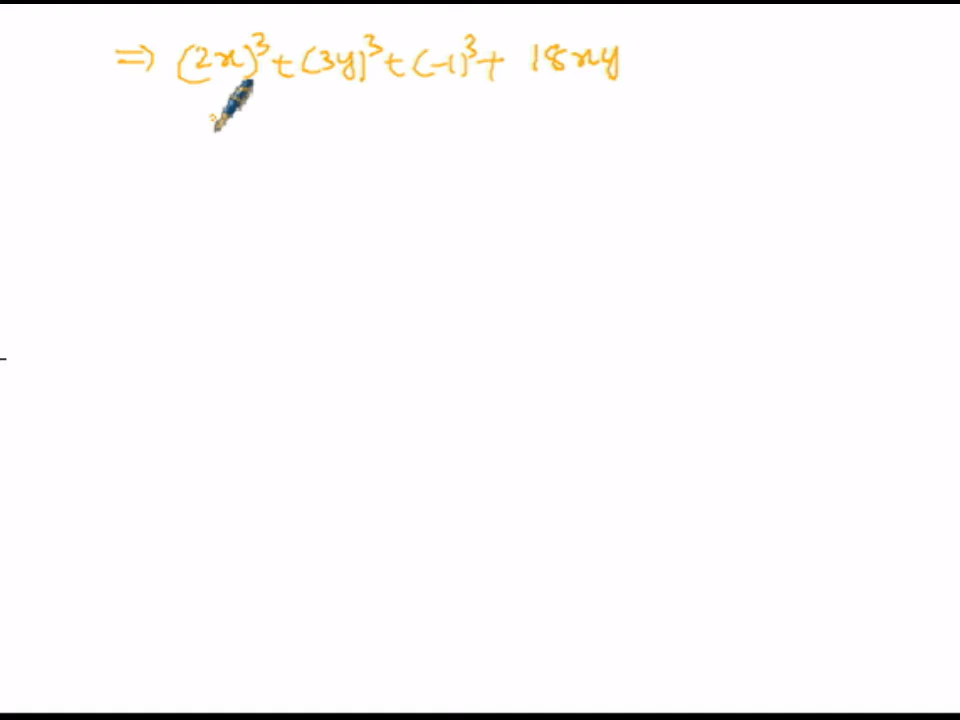 ⇒ (2x)³ + (3y)³ + (-1)³ + 18xy